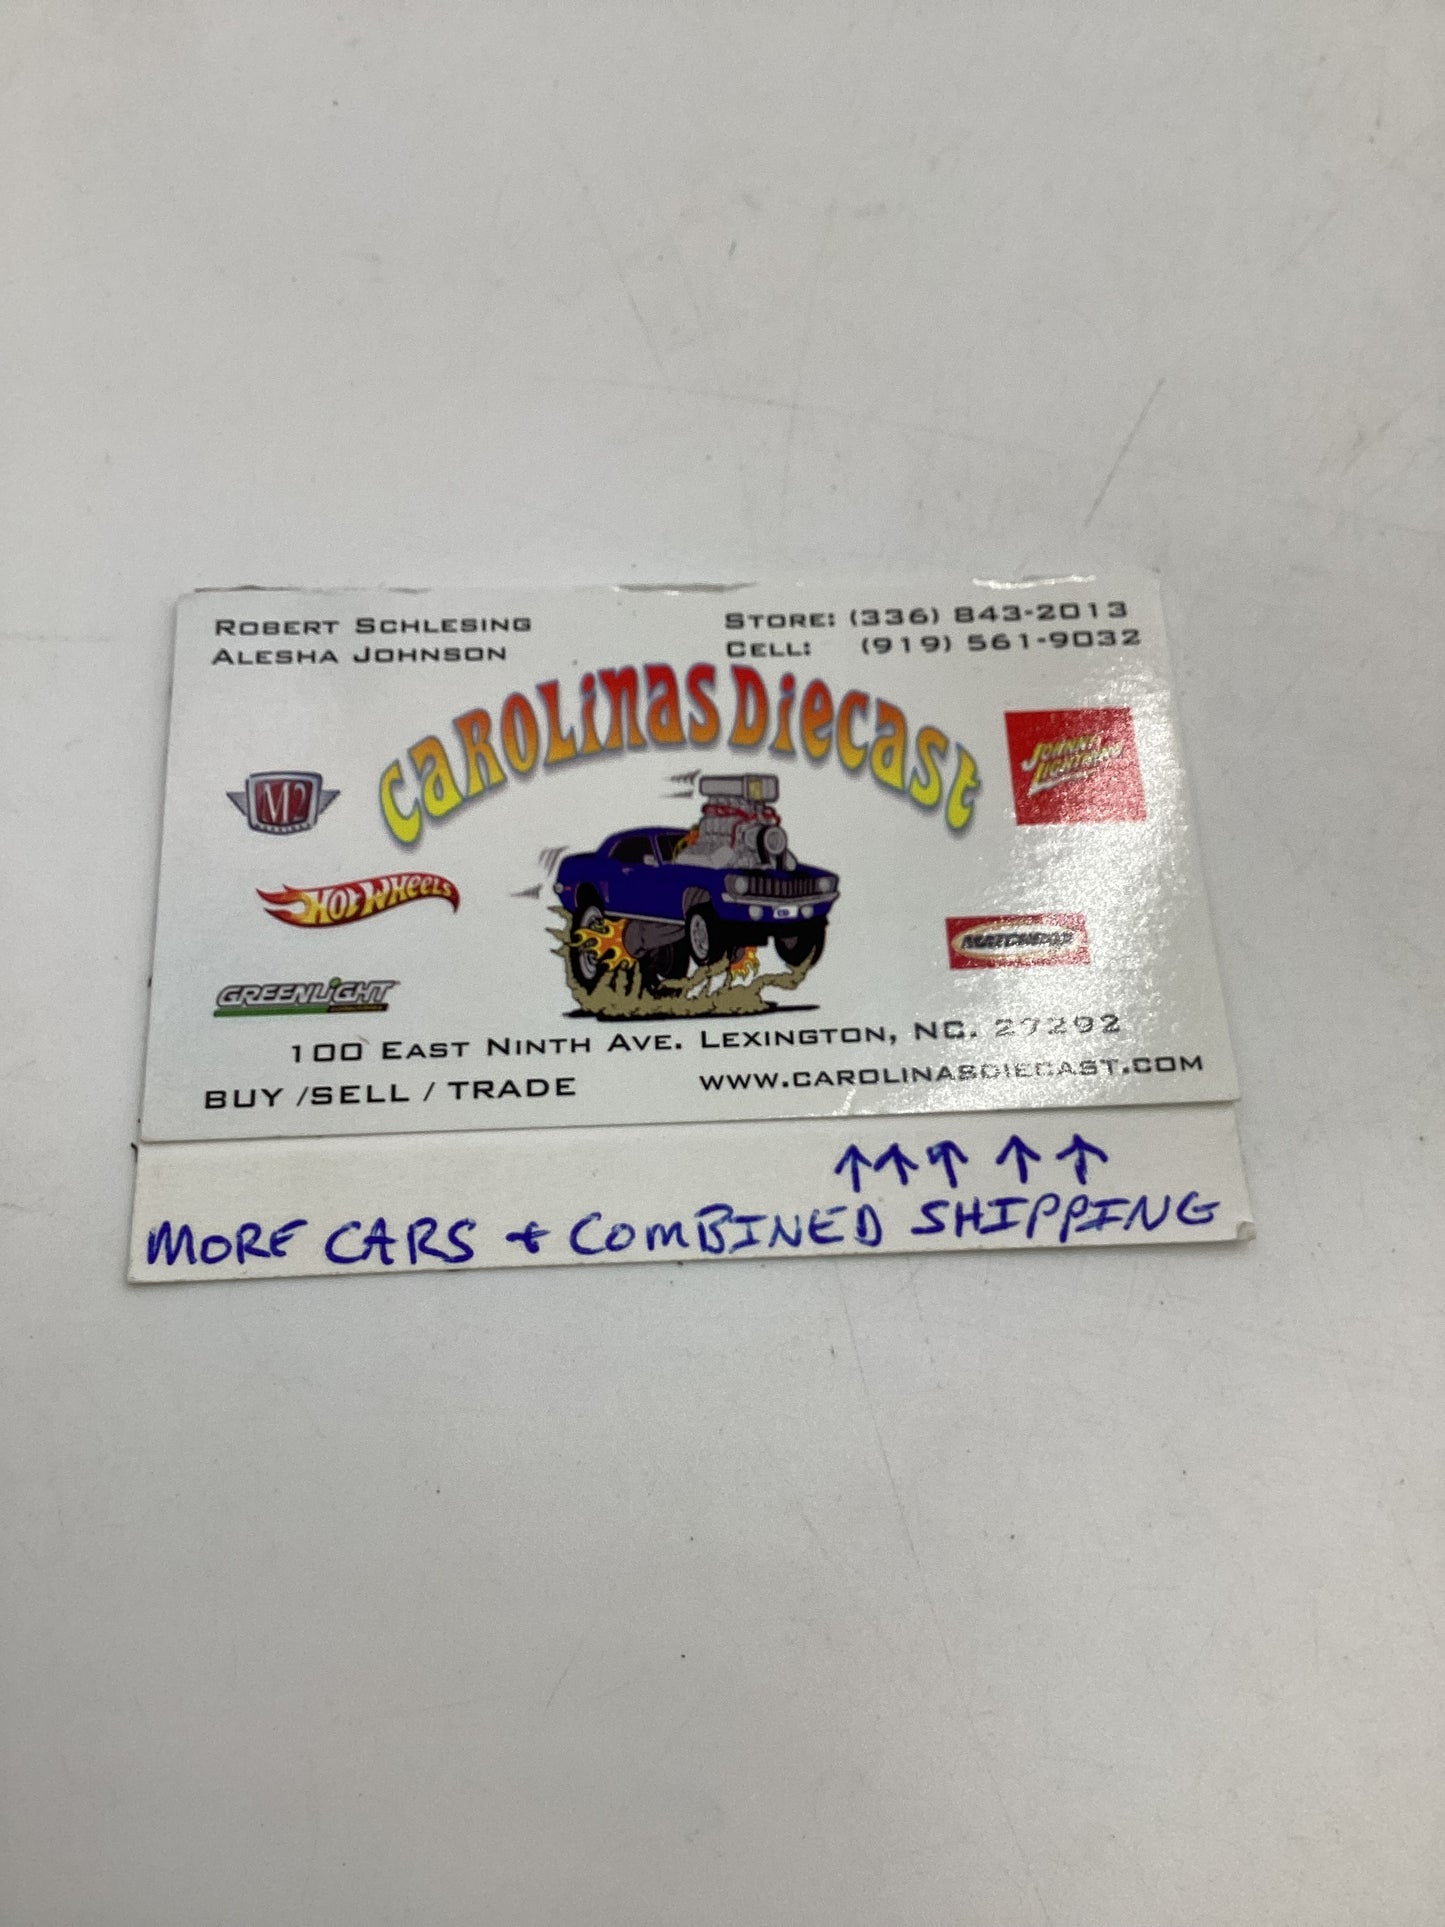 ROBERT SCHLESING
ALESHA JOHNSON
STORE: (336) 843-2013
CELL: (919) 561-9032
CAROLINAS DIECAST
M2
JOHNNY
LIGHTNING
HOT WHEELS
MATCHBOX
GREENLIGHT
100 EAST NINTH AVE. LEXINGTON, NC. 27292
BUY /SELL / TRADE
WWW.CAROLINASDIECAST.COM
↑↑↑ ↑ ↑
MORE CARS + COMBINED SHIPPING